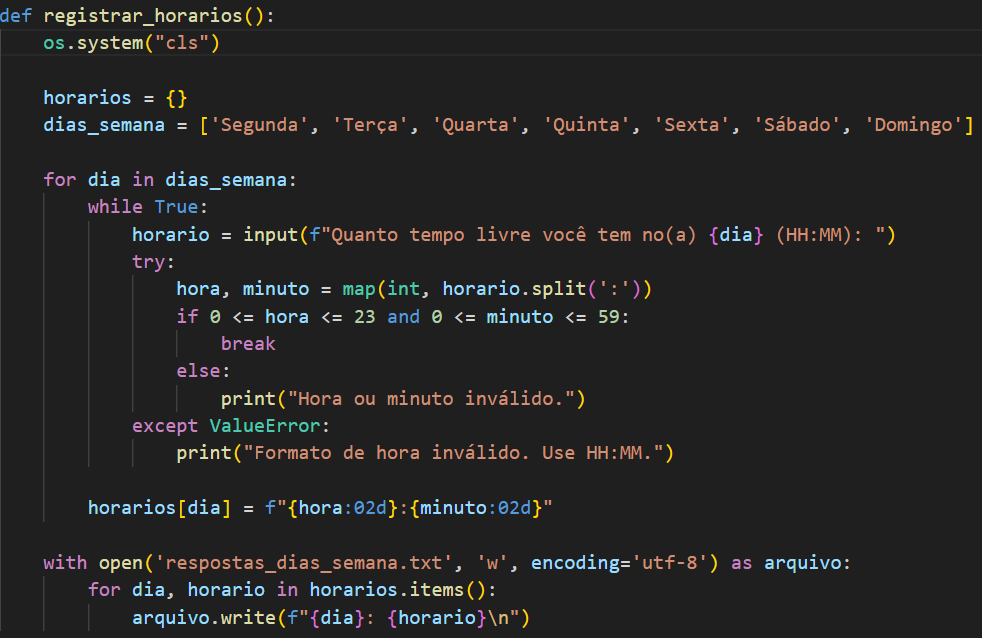 def registrar_horarios():
    os.system("cls")

    horarios = {}
    dias_semana = ['Segunda', 'Terça', 'Quarta', 'Quinta', 'Sexta', 'Sábado', 'Domingo']

    for dia in dias_semana:
        while True:
            horario = input(f"Quanto tempo livre você tem no(a) {dia} (HH:MM): ")
            try:
                hora, minuto = map(int, horario.split(':'))
                if 0 <= hora <= 23 and 0 <= minuto <= 59:
                    break
                else:
                    print("Hora ou minuto inválido.")
            except ValueError:
                print("Formato de hora inválido. Use HH:MM.")

        horarios[dia] = f"{hora:02d}:{minuto:02d}"

    with open('respostas_dias_semana.txt', 'w', encoding='utf-8') as arquivo:
        for dia, horario in horarios.items():
            arquivo.write(f"{dia}: {horario}\n")